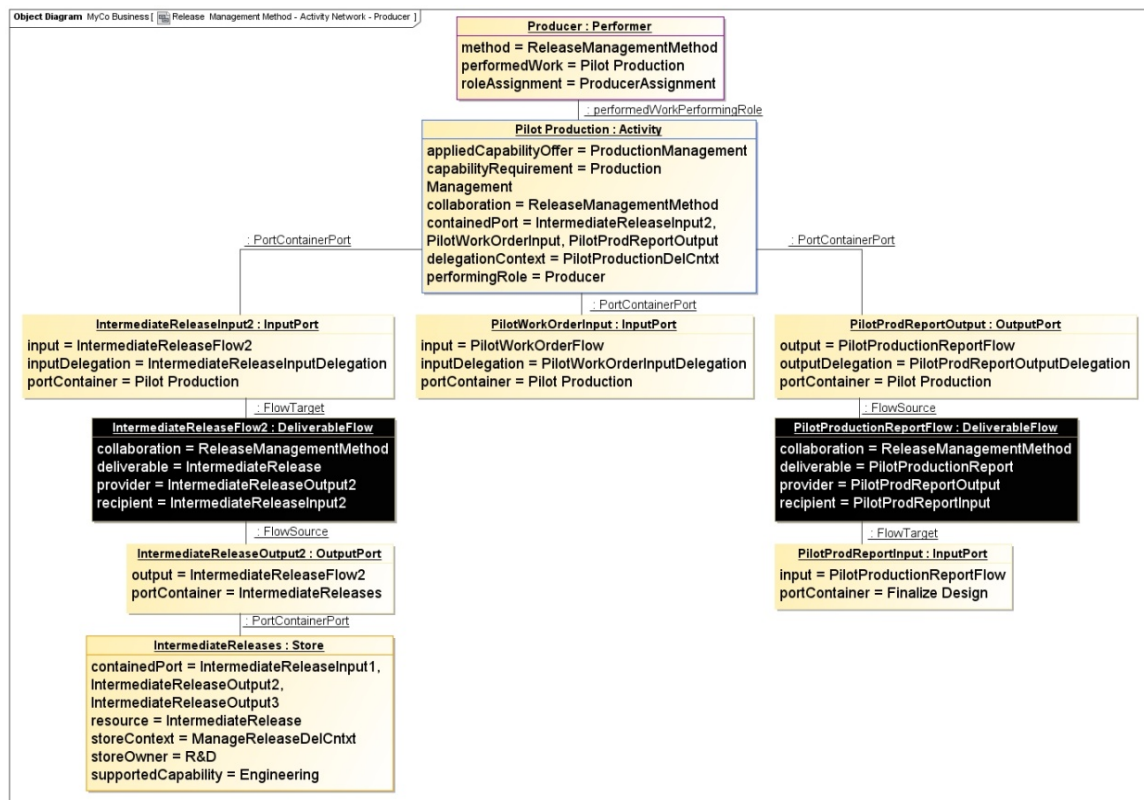 Object Diagram MyCo Business [ Release Management Method - Activity Network - Producer ]
Producer : Performer
method = ReleaseManagementMethod
performedWork = Pilot Production
roleAssignment = ProducerAssignment
: performedWorkPerformingRole
Pilot Production : Activity
appliedCapabilityOffer = ProductionManagement
capabilityRequirement = Production
Management
collaboration = ReleaseManagementMethod
containedPort = IntermediateReleaseInput2,
PilotWorkOrderInput, PilotProdReportOutput
delegationContext = PilotProductionDelCntxt
performingRole = Producer
: PortContainerPort
: PortContainerPort
: PortContainerPort
IntermediateReleaseInput2 : InputPort
input = IntermediateReleaseFlow2
inputDelegation = IntermediateReleaseInputDelegation
portContainer = Pilot Production
PilotWorkOrderInput : InputPort
input = PilotWorkOrderFlow
inputDelegation = PilotWorkOrderInputDelegation
portContainer = Pilot Production
PilotProdReportOutput : OutputPort
output = PilotProductionReportFlow
outputDelegation = PilotProdReportOutputDelegation
portContainer = Pilot Production
: FlowTarget
: FlowSource
IntermediateReleaseFlow2 : DeliverableFlow
collaboration = ReleaseManagementMethod
deliverable = IntermediateRelease
provider = IntermediateReleaseOutput2
recipient = IntermediateReleaseInput2
PilotProductionReportFlow : DeliverableFlow
collaboration = ReleaseManagementMethod
deliverable = PilotProductionReport
provider = PilotProdReportOutput
recipient = PilotProdReportInput
: FlowSource
: FlowTarget
IntermediateReleaseOutput2 : OutputPort
output = IntermediateReleaseFlow2
portContainer = IntermediateReleases
PilotProdReportInput : InputPort
input = PilotProductionReportFlow
portContainer = Finalize Design
: PortContainerPort
IntermediateReleases : Store
containedPort = IntermediateReleaseInput1,
IntermediateReleaseOutput2,
IntermediateReleaseOutput3
resource = IntermediateRelease
storeContext = ManageReleaseDelCntxt
storeOwner = R&D
supportedCapability = Engineering